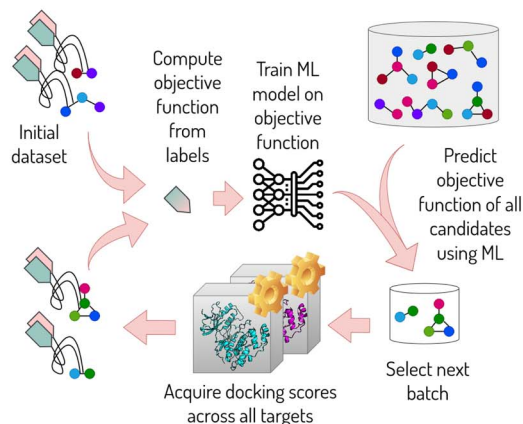 Initial
dataset
Compute
objective
function
from
labels
Train ML
model on
objective
function
Predict
objective
function of all
candidates
using ML
Select next
batch
Acquire docking scores
across all targets